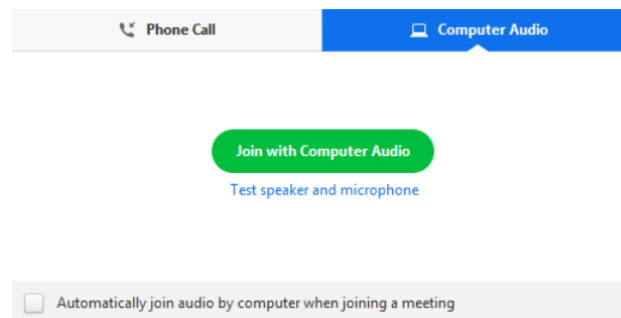 Phone Call
Computer Audio
Join with Computer Audio
Test speaker and microphone
Automatically join audio by computer when joining a meeting